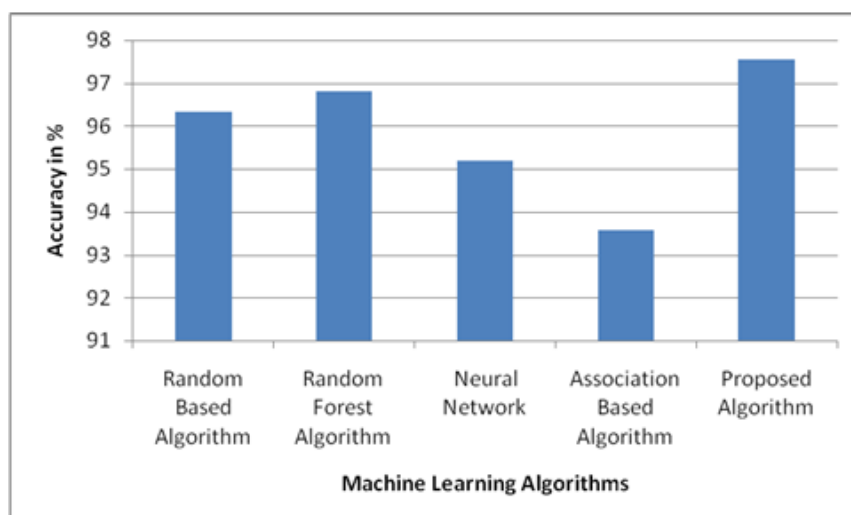 98
97
96
95
94
93
92
91
Accuracy in %
Random
Based
Algorithm
Random
Forest
Algorithm
Neural
Network
Association
Based
Algorithm
Proposed
Algorithm
Machine Learning Algorithms